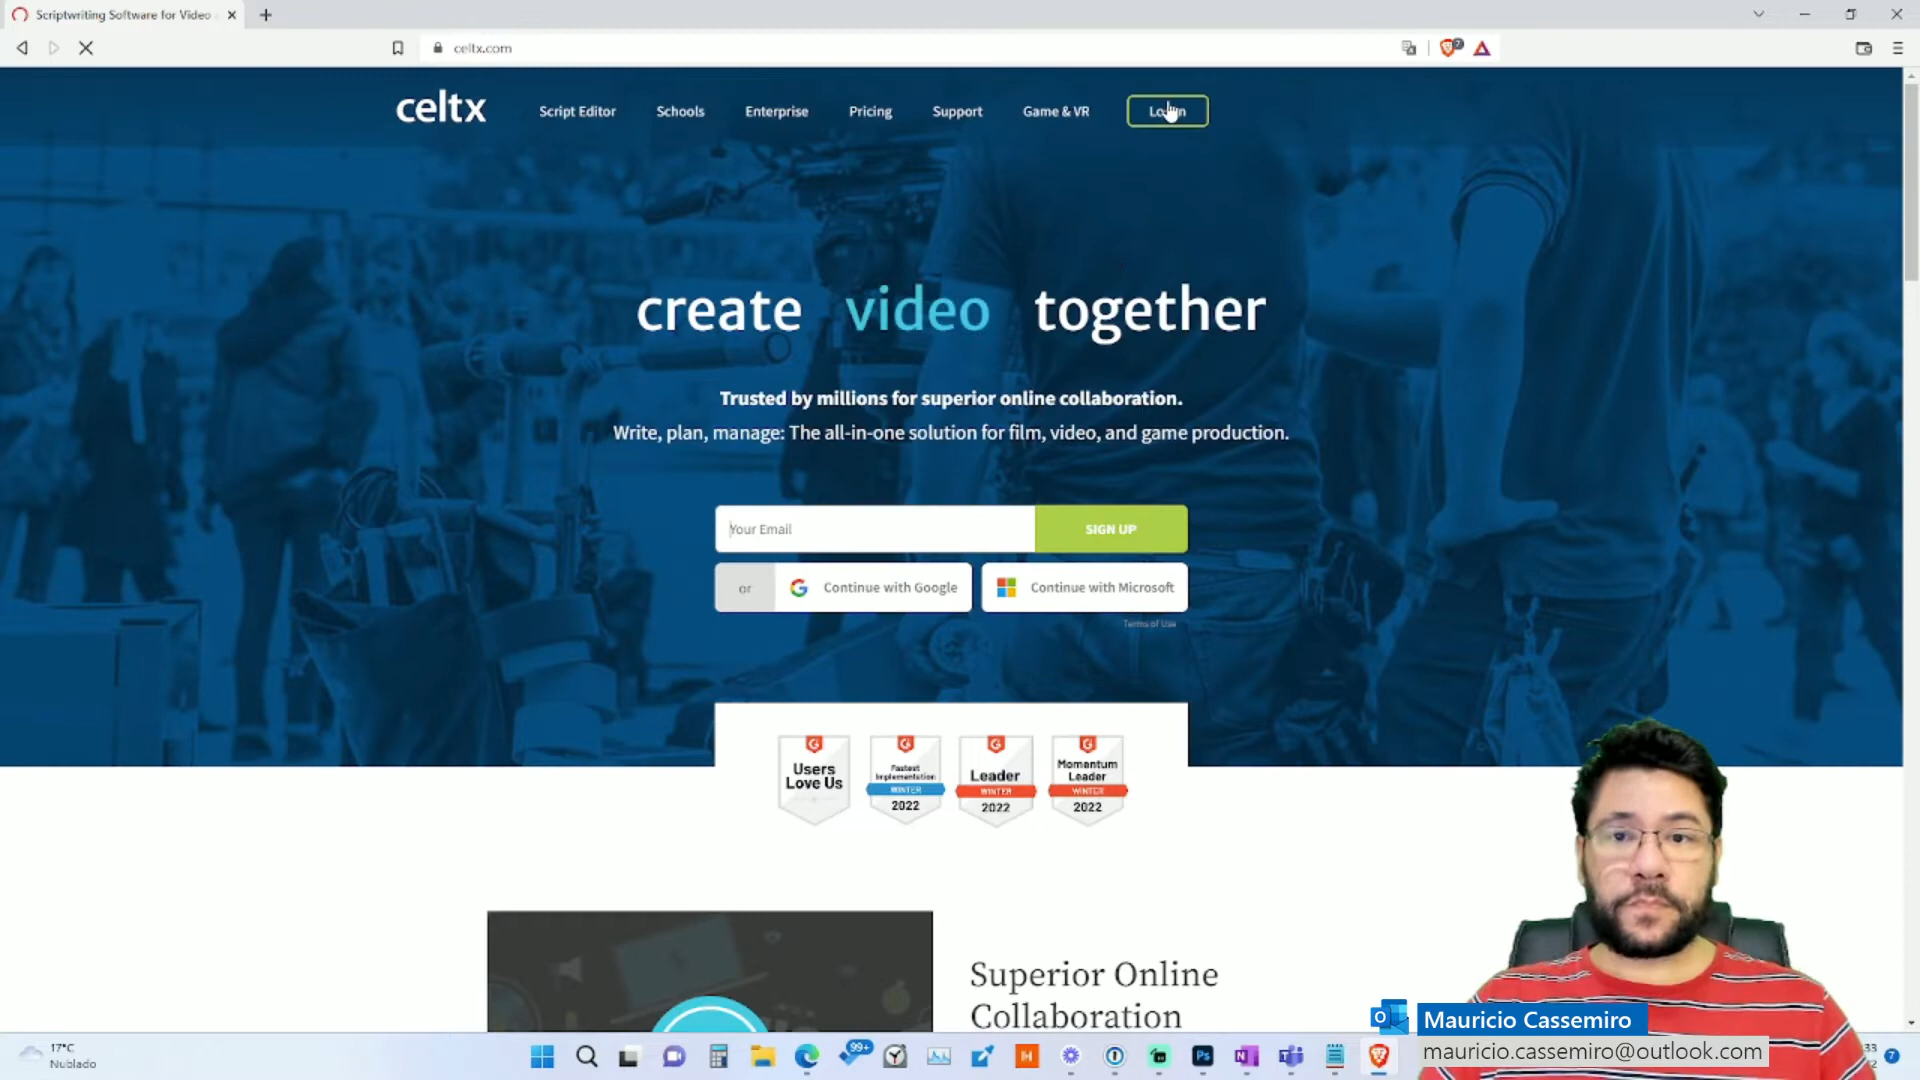 Scriptwriting Software for Video
celtx.com
celtx
Script Editor
Schools
Enterprise
Pricing
Support
Game & VR
create video together
Trusted by millions for superior online collaboration.
Write, plan, manage: The all-in-one solution for film, video, and game production.
Your Email
SIGN UP
or
Continue with Google
Continue with Microsoft
Terms of Use
Users
Love Us
Fastest
Implementation
WINTER
2022
Leader
WINTER
2022
Momentum
Leader
WINTER
2022
Superior Online
Collaboration
Mauricio Cassemiro
mauricio.cassemiro@outlook.com
17°C
Nublado
99+